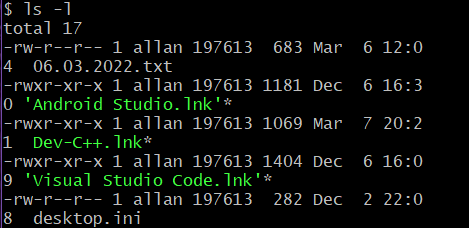 $ ls -l
total 17
-rw-r--r-- 1 allan 197613  683 Mar  6 12:0
4  06.03.2022.txt
-rwxr-xr-x 1 allan 197613 1181 Dec  6 16:3
0 'Android Studio.lnk'*
-rwxr-xr-x 1 allan 197613 1069 Mar  7 20:2
1  Dev-C++.lnk*
-rwxr-xr-x 1 allan 197613 1404 Dec  6 16:0
9 'Visual Studio Code.lnk'*
-rw-r--r-- 1 allan 197613  282 Dec  2 22:0
8  desktop.ini